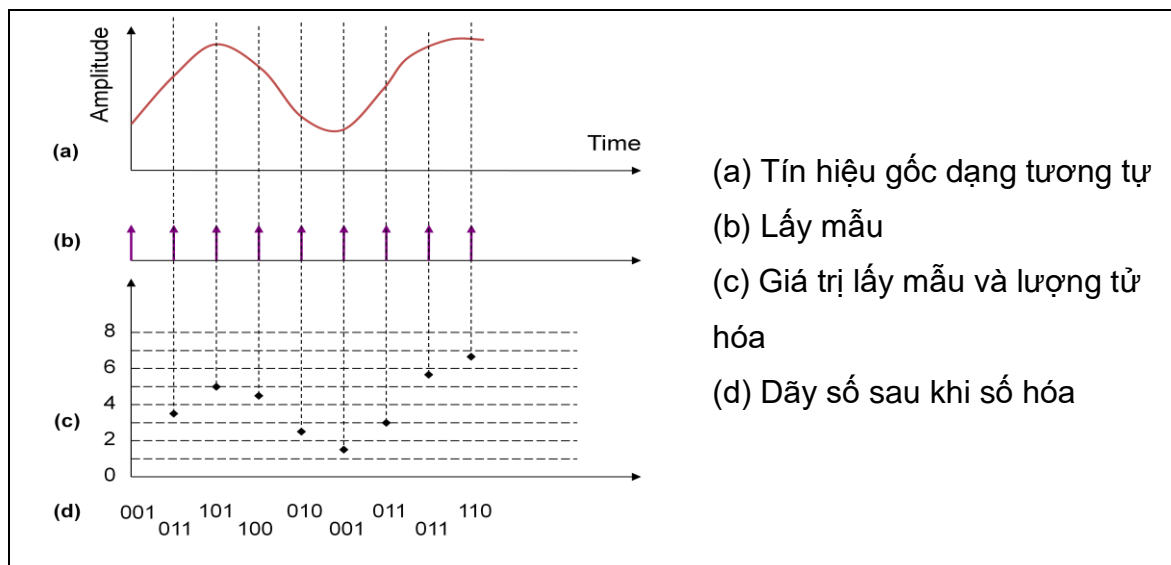 Amplitude
Time
(a)
(b)
8
6
4
(c)
2
0
(d)
001 011 101 100 010 001 011 011 110
(a) Tín hiệu gốc dạng tương tự
(b) Lấy mẫu
(c) Giá trị lấy mẫu và lượng tử
hóa
(d) Dãy số sau khi số hóa